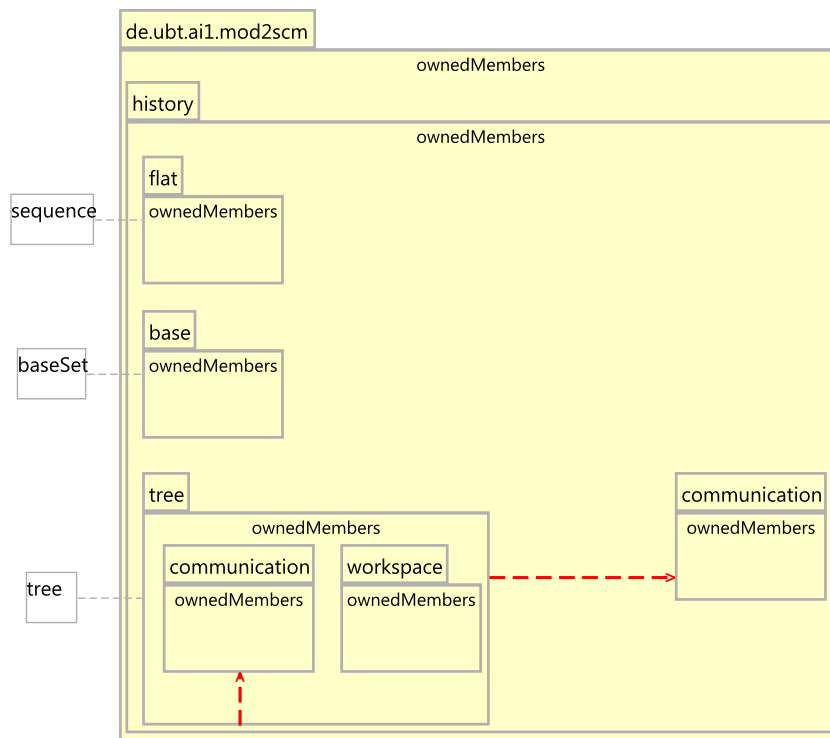 de.ubt.ai1.mod2scm
ownedMembers
history
ownedMembers
flat
sequence
ownedMembers
base
baseSet
ownedMembers
tree
communication
ownedMembers
ownedMembers
communication
workspace
tree
ownedMembers
ownedMembers